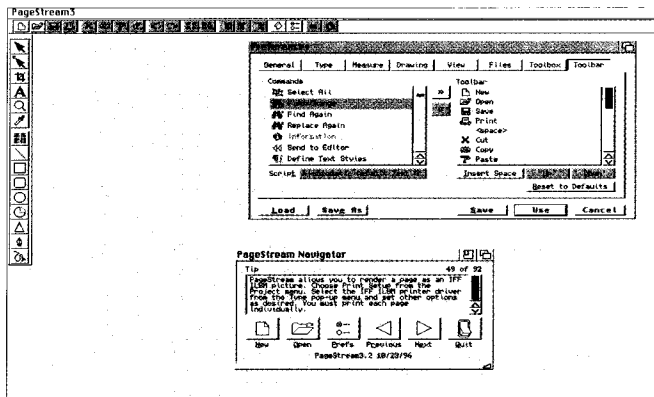 PageStream3
Preferences
General Type Measure Drawing View Files Toolbox Toolbar
Commands
Select All
Find Again
Replace Again
Information
Send to Editor
Define Text Styles
Script
»
Toolbar
New
Open
Save
Print
<space>
Cut
Copy
Paste
Insert Space
Reset to Defaults
Load Save As Save Use Cancel
PageStream Navigator
Tip 49 of 92
PageStream allows you to render a page as an IFF
ILBM picture. Choose Print Setup from the
Project menu. Select the IFF ILBM printer driver
from the Type pop-up menu and set other options
as desired. You must print each page
individually.
New Open Prefs Previous Next Quit
PageStream3.2 10/23/96